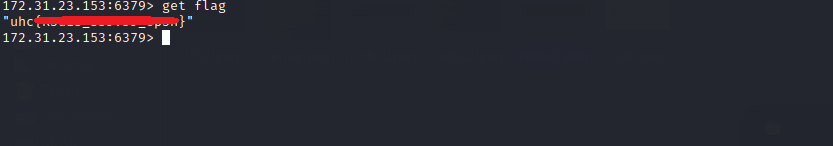 172.31.23.153:6379> get flag
"uhc{ }"
172.31.23.153:6379>